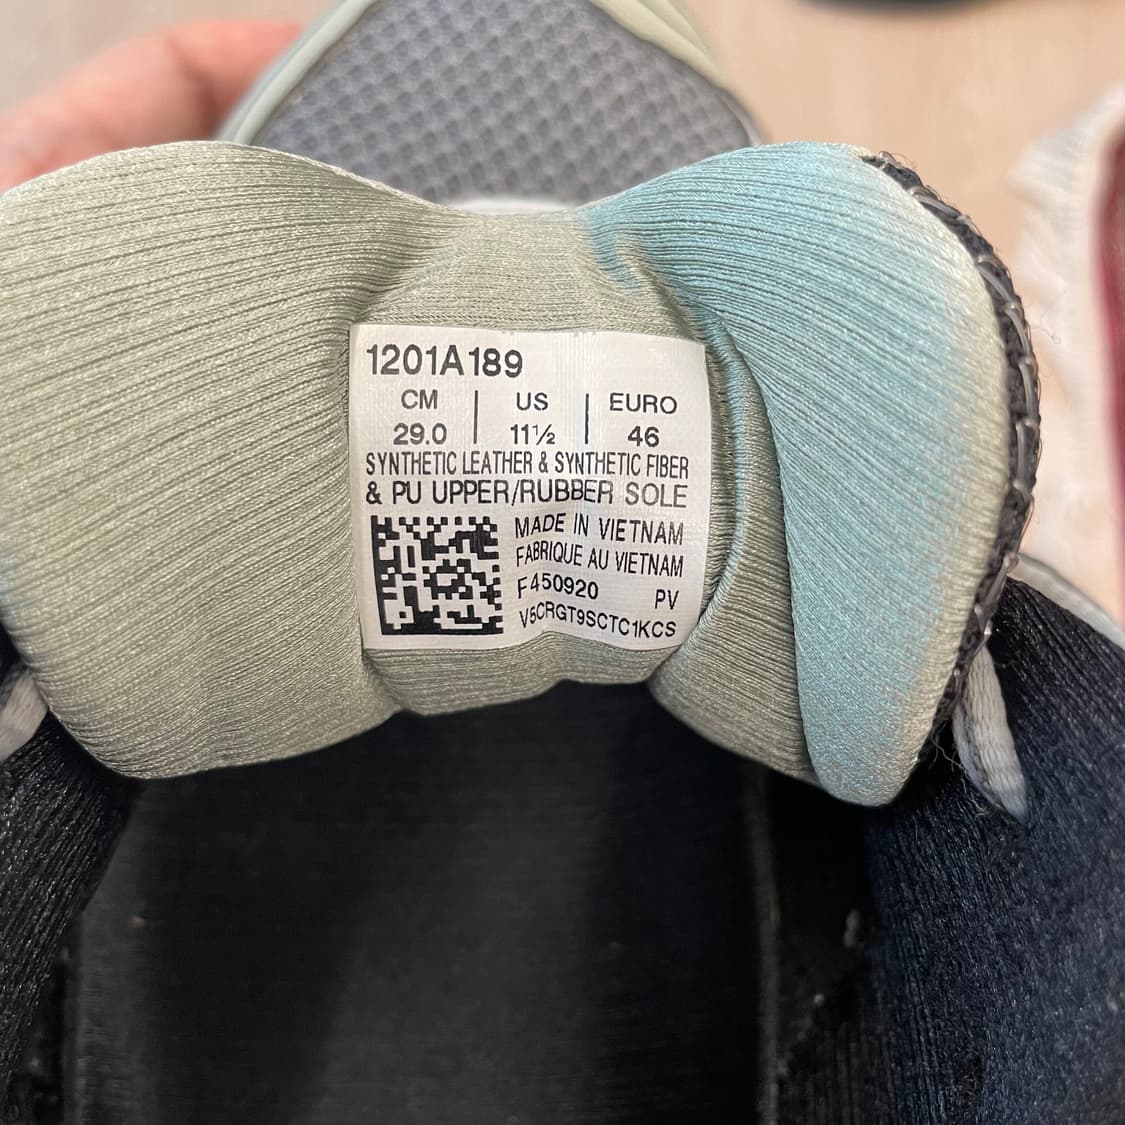 1201A189
CM | US | EURO
29.0 | 11½ | 46
SYNTHETIC LEATHER & SYNTHETIC FIBER
& PU UPPER/RUBBER SOLE
MADE IN VIETNAM
FABRIQUE AU VIETNAM
F450920 PV
V5CRGT9SCTC1KCS